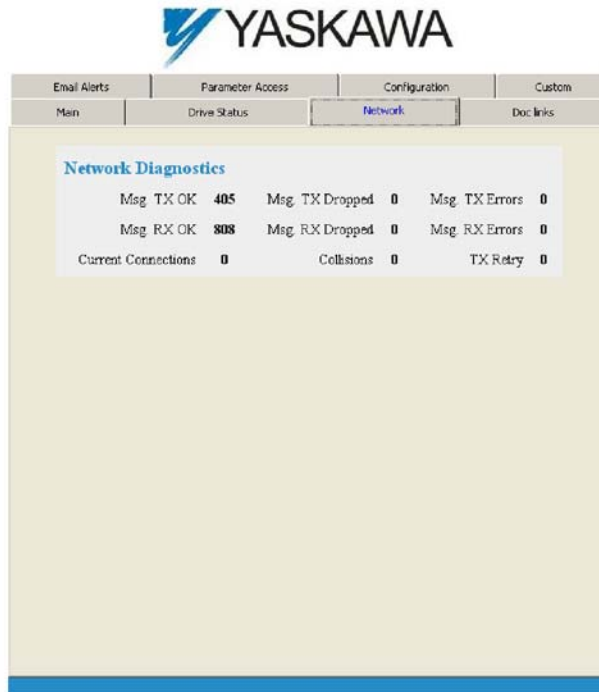 YASKAWA
Email Alerts Parameter Access Configuration Custom
Main Drive Status Network Doc links
Network Diagnostics
Msg. TX OK 405 Msg. TX Dropped 0 Msg. TX Errors 0
Msg. RX OK 808 Msg. RX Dropped 0 Msg. RX Errors 0
Current Connections 0 Collisions 0 TX Retry 0